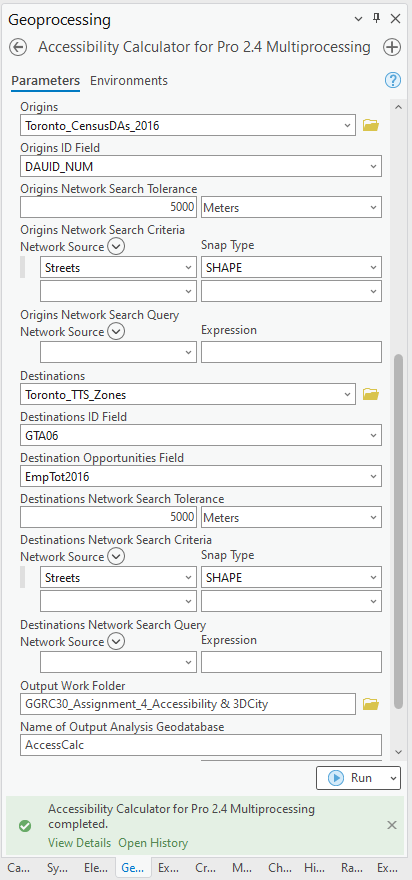 Geoprocessing
Accessibility Calculator for Pro 2.4 Multiprocessing
Parameters Environments
Origins
Toronto_CensusDAs_2016
Origins ID Field
DAUID_NUM
Origins Network Search Tolerance
5000 Meters
Origins Network Search Criteria
Network Source Snap Type
Streets SHAPE
Origins Network Search Query
Network Source Expression
Destinations
Toronto_TTS_Zones
Destinations ID Field
GTA06
Destination Opportunities Field
EmpTot2016
Destinations Network Search Tolerance
5000 Meters
Destinations Network Search Criteria
Network Source Snap Type
Streets SHAPE
Destinations Network Search Query
Network Source Expression
Output Work Folder
GGRC30_Assignment_4_Accessibility & 3DCity
Name of Output Analysis Geodatabase
AccessCalc
Run
Accessibility Calculator for Pro 2.4 Multiprocessing
completed.
View Details Open History
Ca... Sy... Ele... Ge... Ex... Cr... M... Ch... Hi... Ra... Ex...